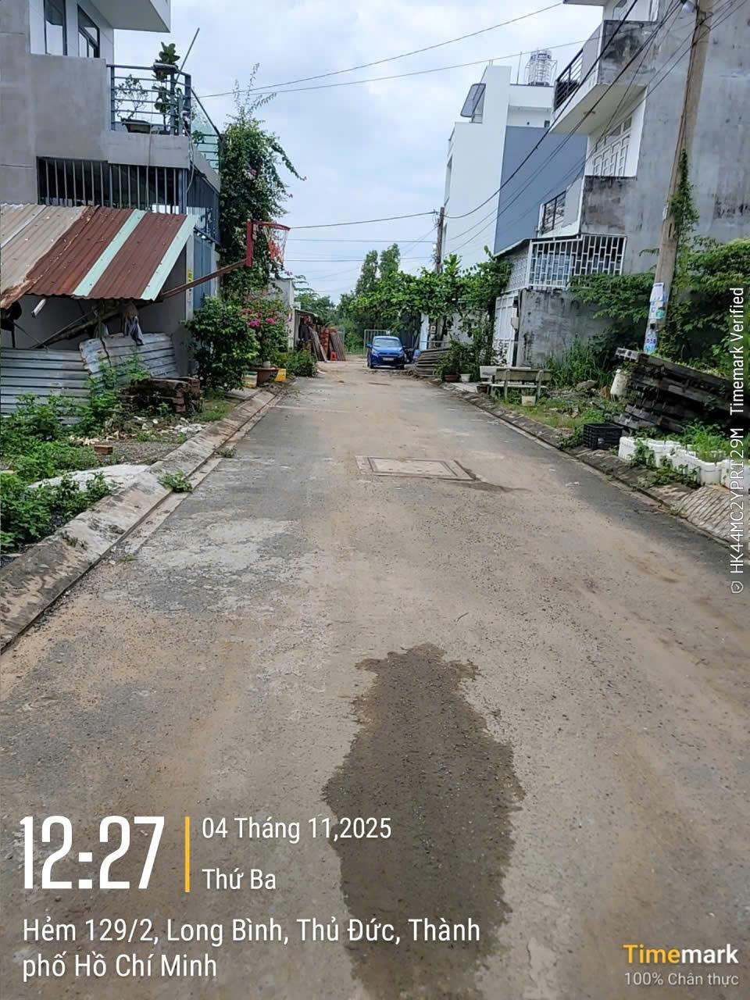 12:27
04 Tháng 11,2025
Thứ Ba
Hẻm 129/2, Long Bình, Thủ Đức, Thành
phố Hồ Chí Minh
Timemark
100% Chân thực
HK44MC2YPRT29M Timemark Verified